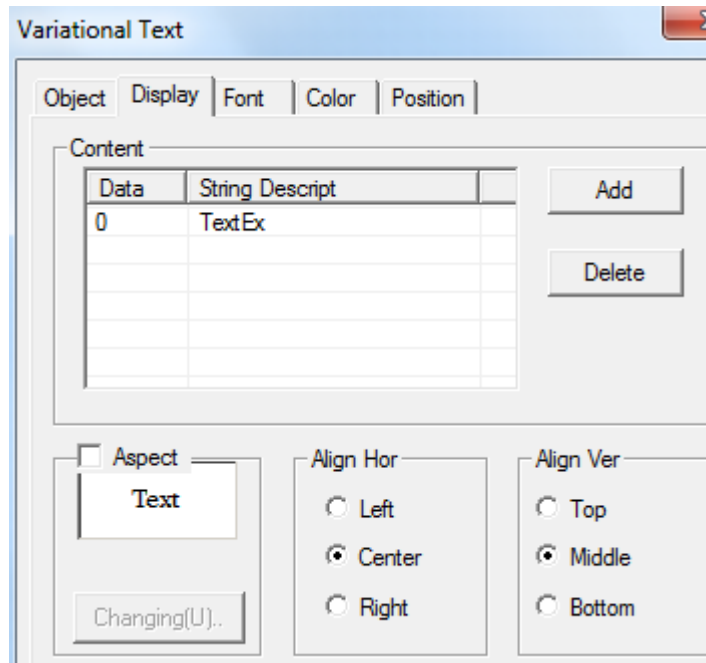 Variational Text
Object Display Font Color Position
Content
Data String Descript
0 TextEx
Add
Delete
Aspect
Text
Changing(U)..
Align Hor
Left
Center
Right
Align Ver
Top
Middle
Bottom